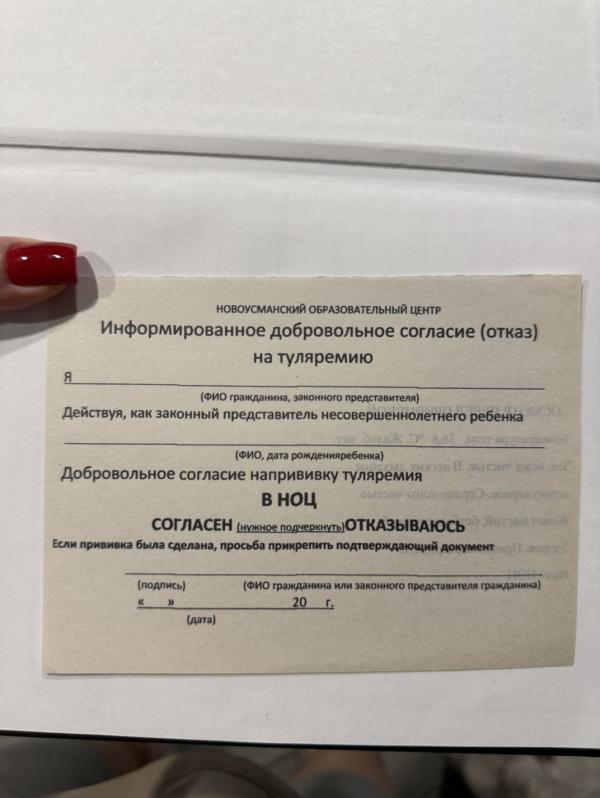 НОВОУСМАНСКИЙ ОБРАЗОВАТЕЛЬНЫЙ ЦЕНТР
Информированное добровольное согласие (отказ)
на туляремию
Я
(ФИО гражданина, законного представителя)
Действуя, как законный представитель несовершеннолетнего ребенка
(ФИО, дата рожденияребенка)
Добровольное согласие напрививку туляремия
В НОЦ
СОГЛАСЕН (нужное подчеркнуть)ОТКАЗЫВАЮСЬ
Если прививка была сделана, просьба прикрепить подтверждающий документ
(подпись) (ФИО гражданина или законного представителя гражданина)
« » 20 г.
(дата)